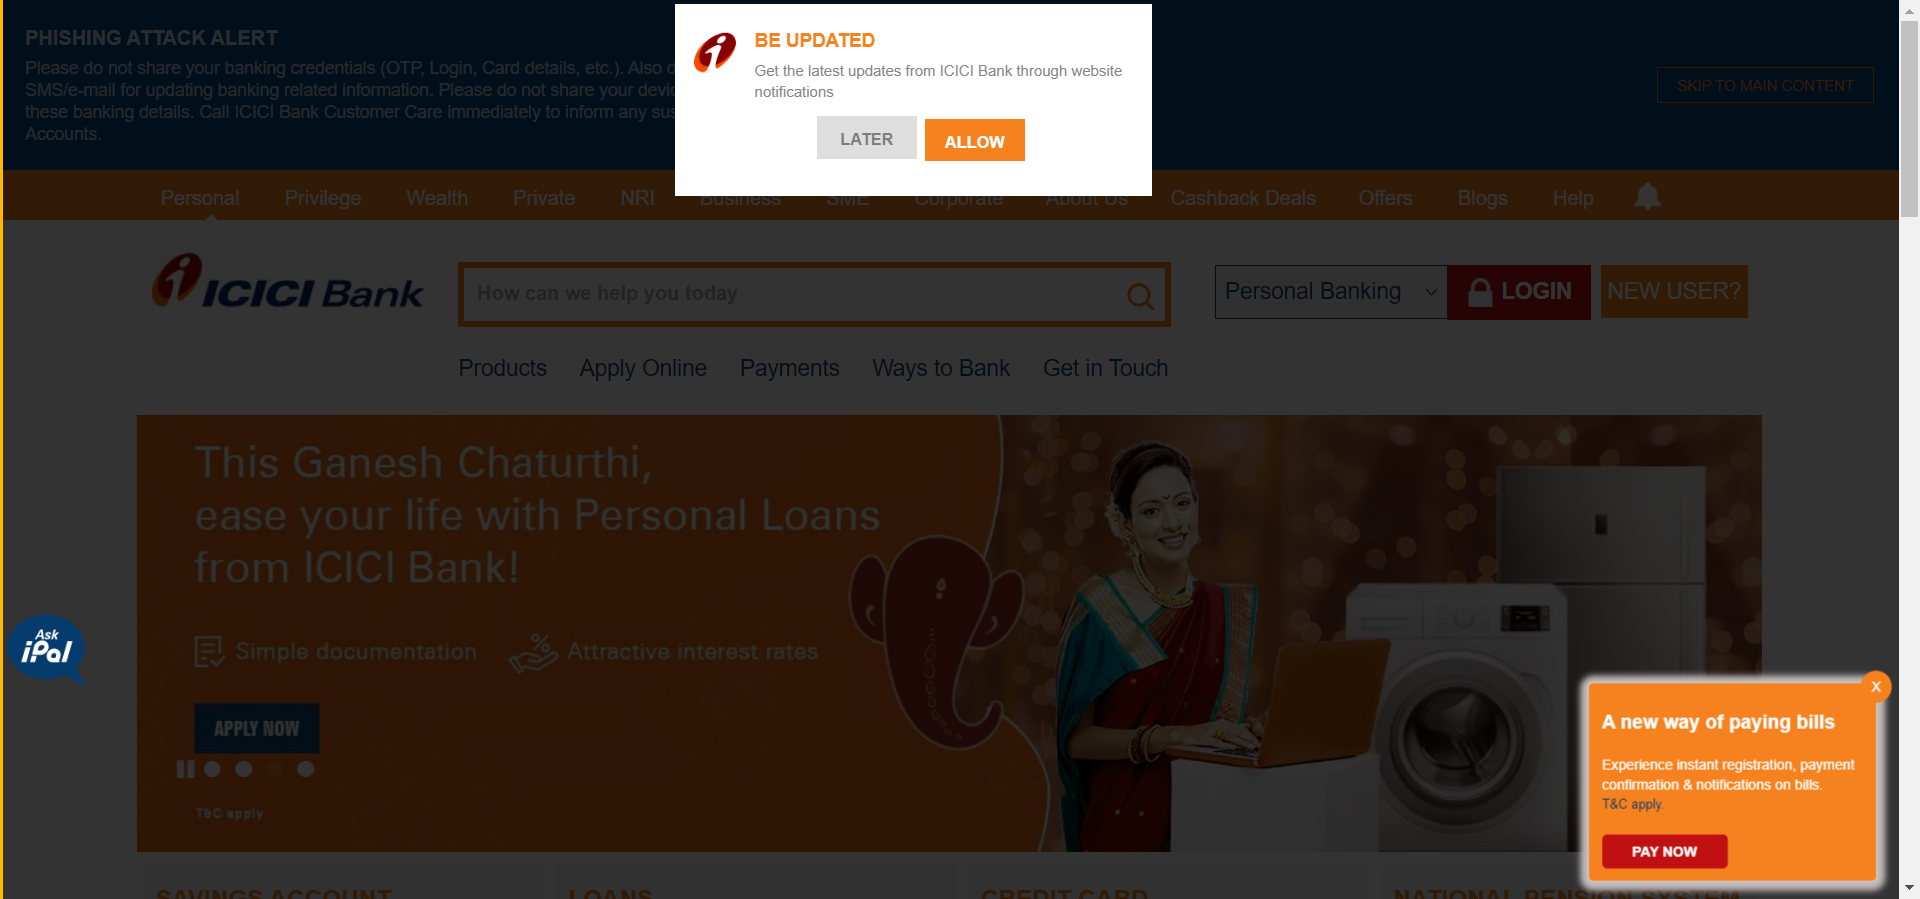 PHISHING ATTACK ALERT
Please do not share your banking credentials (OTP, Login, Card details, etc.). Also
SMS/e-mail for updating banking related information. Please do not share your
these banking details. Call ICICI Bank Customer Care immediately to inform any
Accounts.
BE UPDATED
Get the latest updates from ICICI Bank through website
notifications
LATER
ALLOW
SKIP TO MAIN CONTENT
Personal Privilege Wealth Private NRI Business SME Corporate About Us Cashback Deals Offers Blogs Help
ICICI Bank
How can we help you today
Personal Banking
LOGIN
NEW USER?
Products Apply Online Payments Ways to Bank Get in Touch
This Ganesh Chaturthi,
ease your life with Personal Loans
from ICICI Bank!
Simple documentation
Attractive interest rates
APPLY NOW
T&C apply
Ask
iPal
X
A new way of paying bills
Experience instant registration, payment
confirmation & notifications on bills.
T&C apply.
PAY NOW
SAVINGS ACCOUNT LOANS CREDIT CARD NATIONAL PENSION SYSTEM